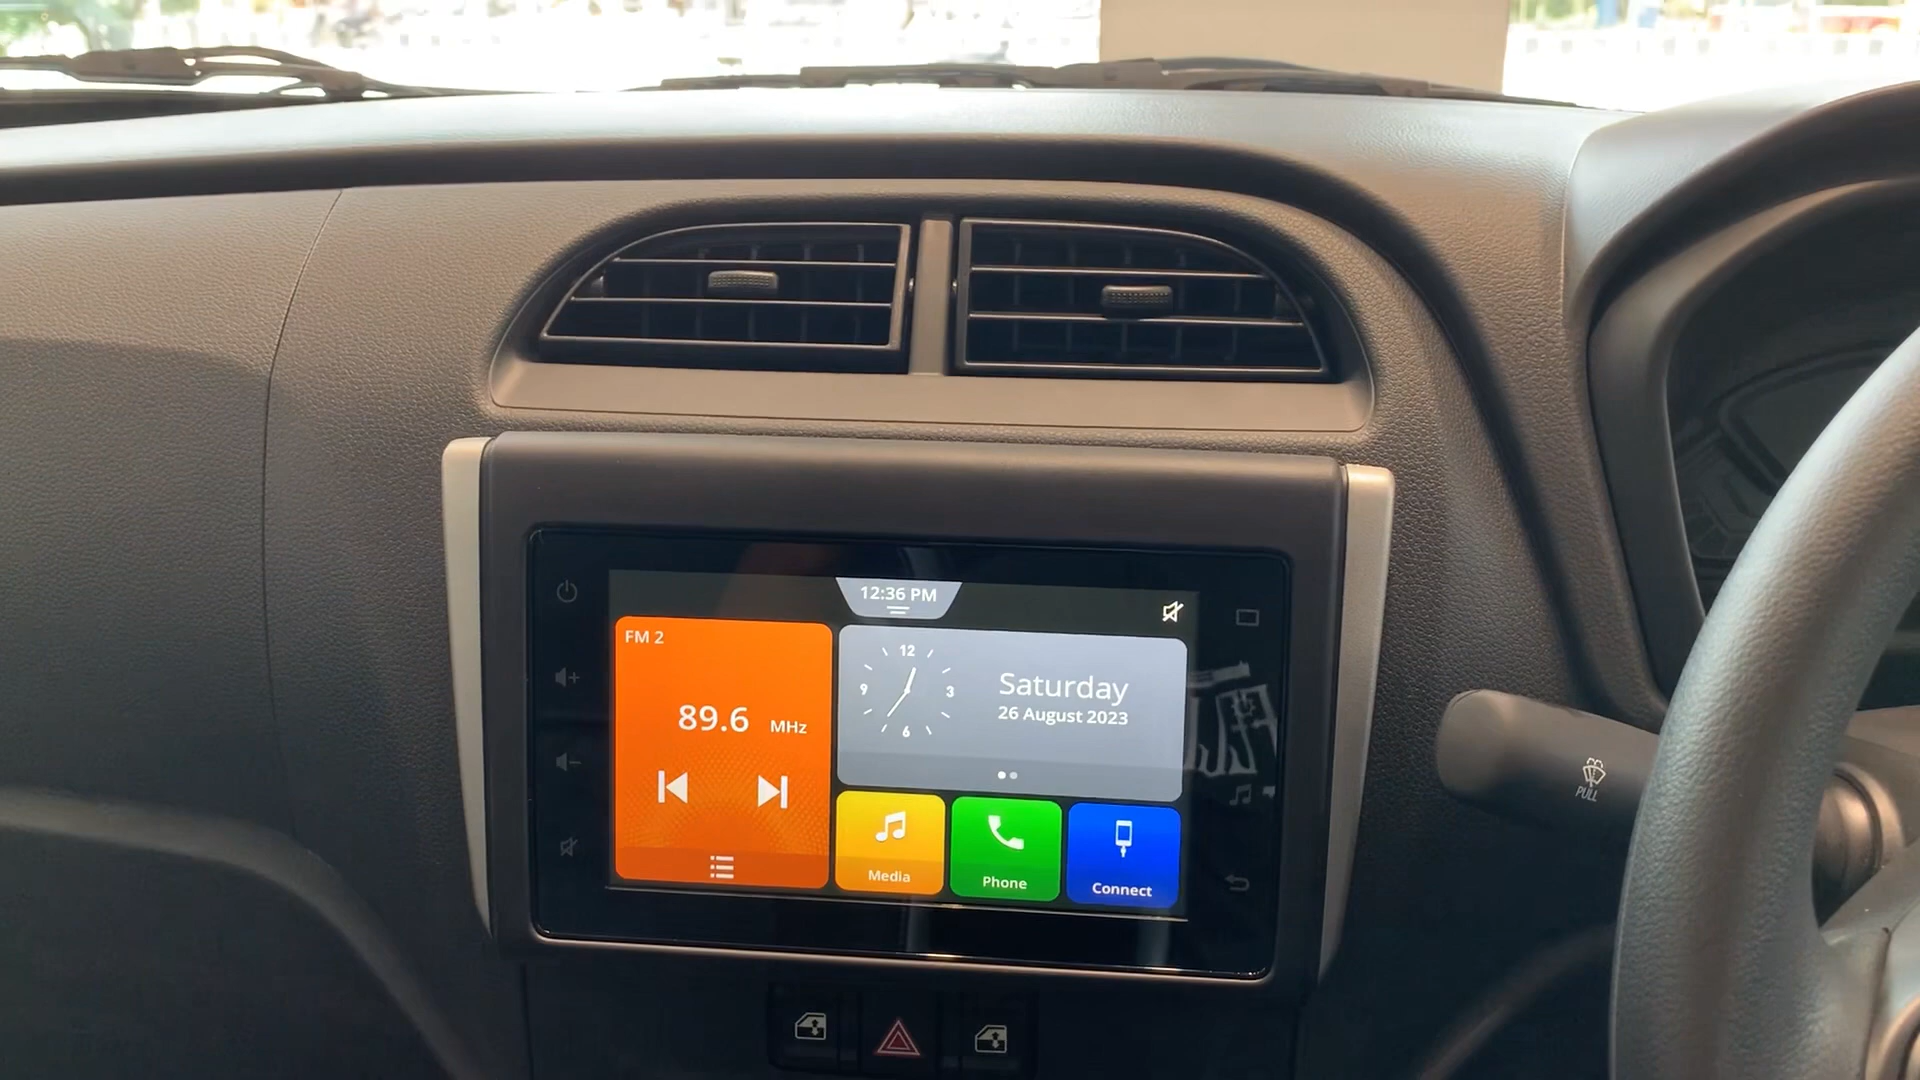 12:36 PM
FM 2
89.6 MHz
12
9
3
6
Saturday
26 August 2023
Media
Phone
Connect
PULL